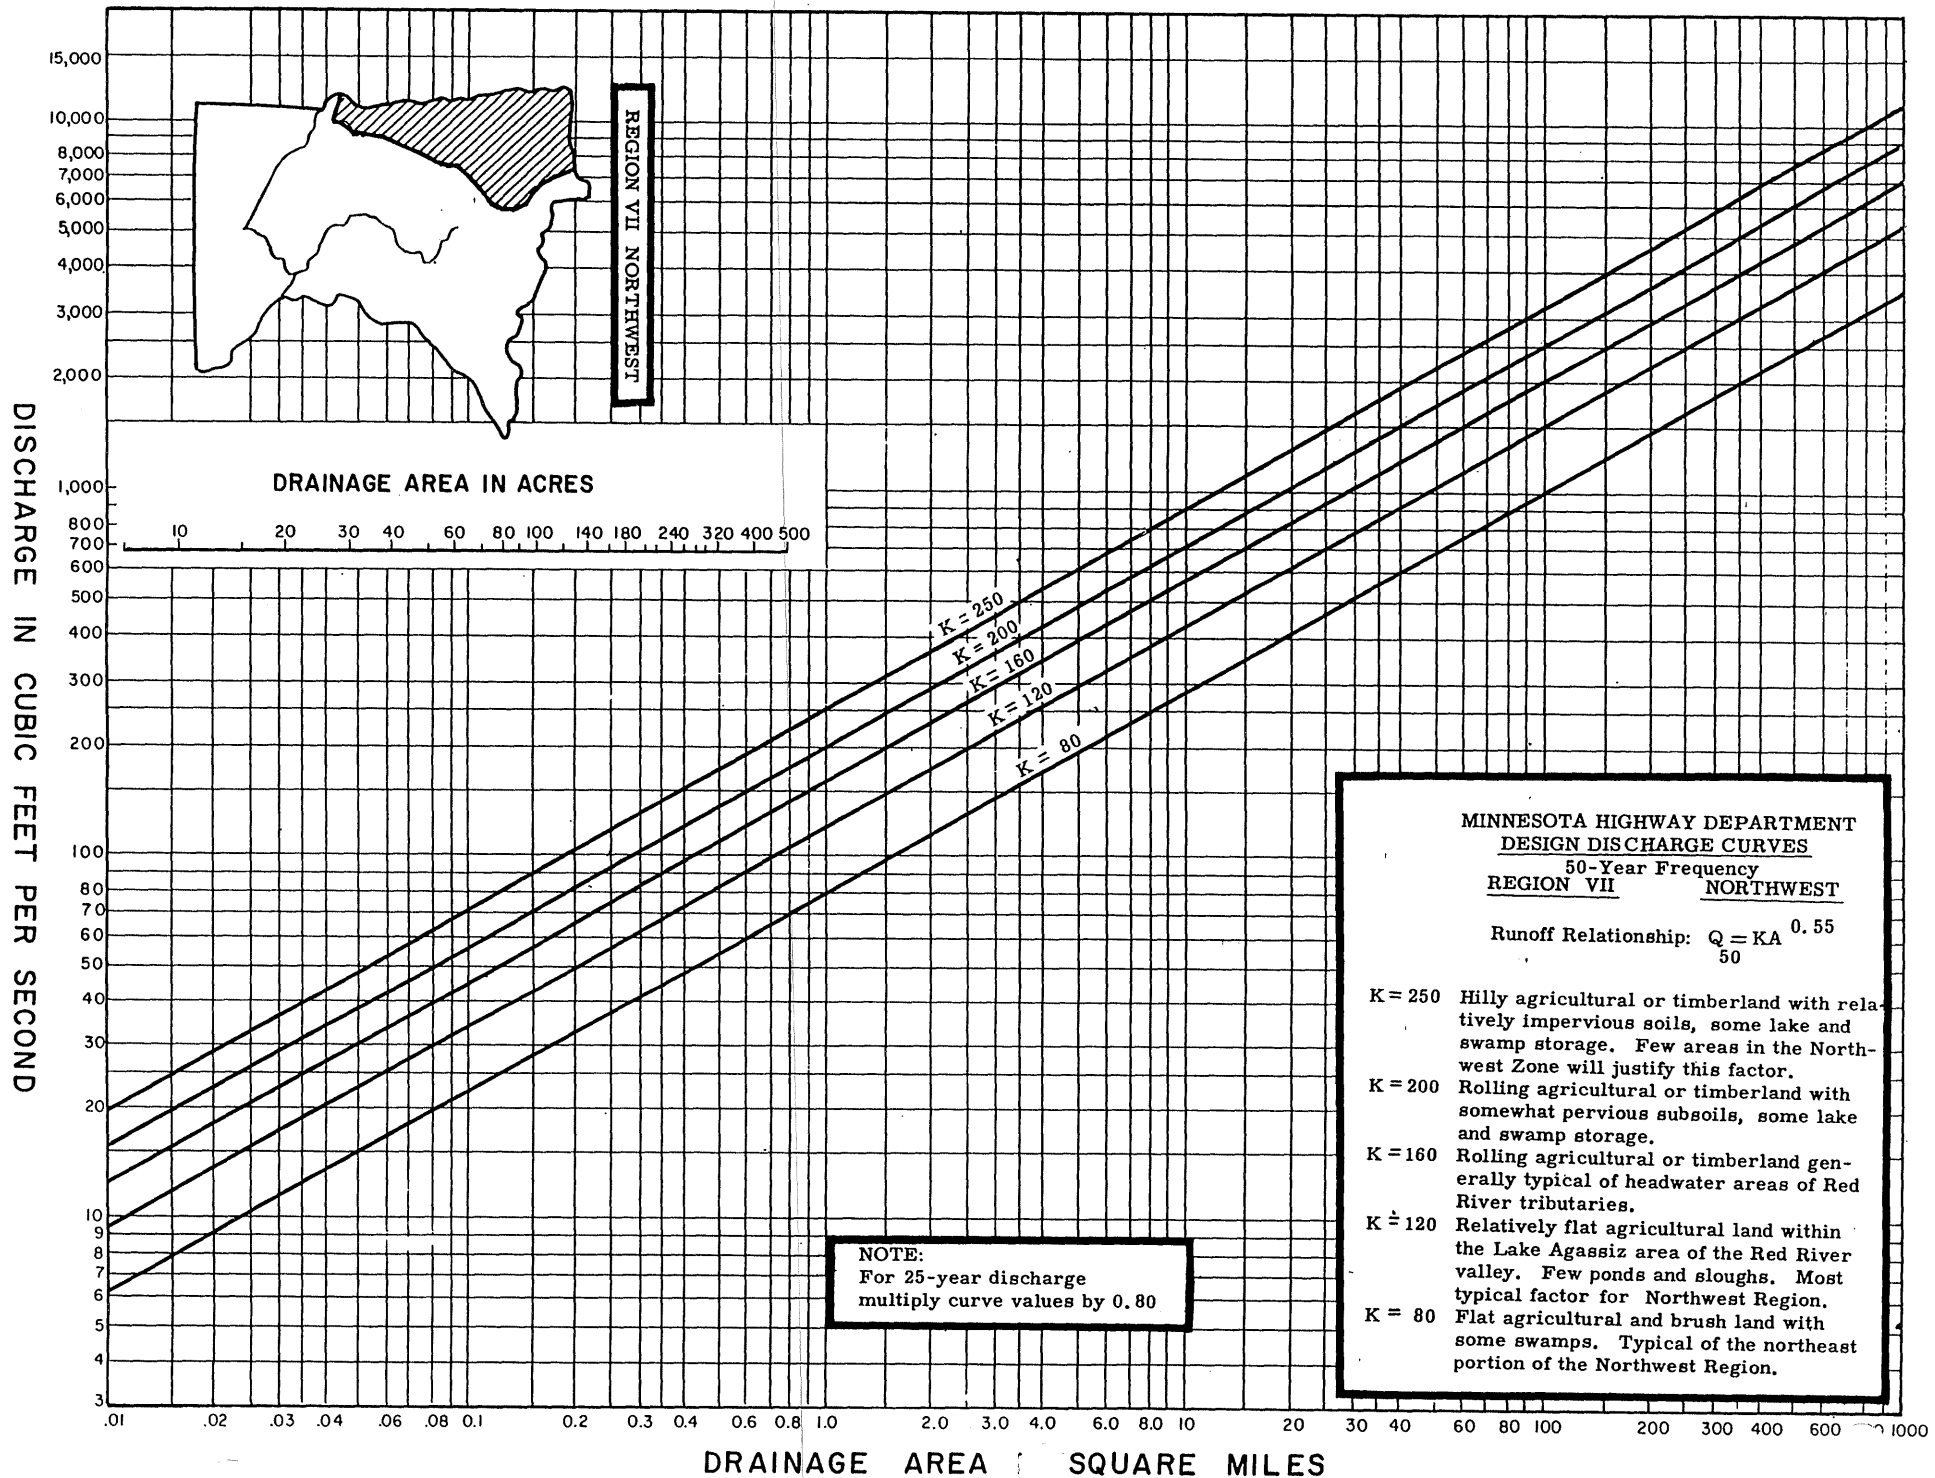 15,000
10,000
8,000
7,000
6,000
5,000
4,000
3,000
2,000
1,000
800
700
600
500
400
300
200
100
80
70
60
50
40
30
20
10
9
8
7
6
5
4
3
DISCHARGE IN CUBIC FEET PER SECOND
REGION VII NORTHWEST
DRAINAGE AREA IN ACRES
10 20 30 40 60 80 100 140 180 240 320 400 500
K = 250
K = 200
K = 160
K = 120
K = 80
MINNESOTA HIGHWAY DEPARTMENT
DESIGN DISCHARGE CURVES
50-Year Frequency
REGION VII NORTHWEST
Runoff Relationship: Q = KA 0.55
50
K = 250 Hilly agricultural or timberland with rela-
tively impervious soils, some lake and
swamp storage. Few areas in the North-
west Zone will justify this factor.
K = 200 Rolling agricultural or timberland with
somewhat pervious subsoils, some lake
and swamp storage.
K = 160 Rolling agricultural or timberland gen-
erally typical of headwater areas of Red
River tributaries.
K = 120 Relatively flat agricultural land within
the Lake Agassiz area of the Red River
valley. Few ponds and sloughs. Most
typical factor for Northwest Region.
K = 80 Flat agricultural and brush land with
some swamps. Typical of the northeast
portion of the Northwest Region.
NOTE:
For 25-year discharge
multiply curve values by 0.80
.01 .02 .03 .04 .06 .08 0.1 0.2 0.3 0.4 0.6 0.8 1.0 2.0 3.0 4.0 6.0 8.0 10 20 30 40 60 80 100 200 300 400 600 1000
DRAINAGE AREA SQUARE MILES